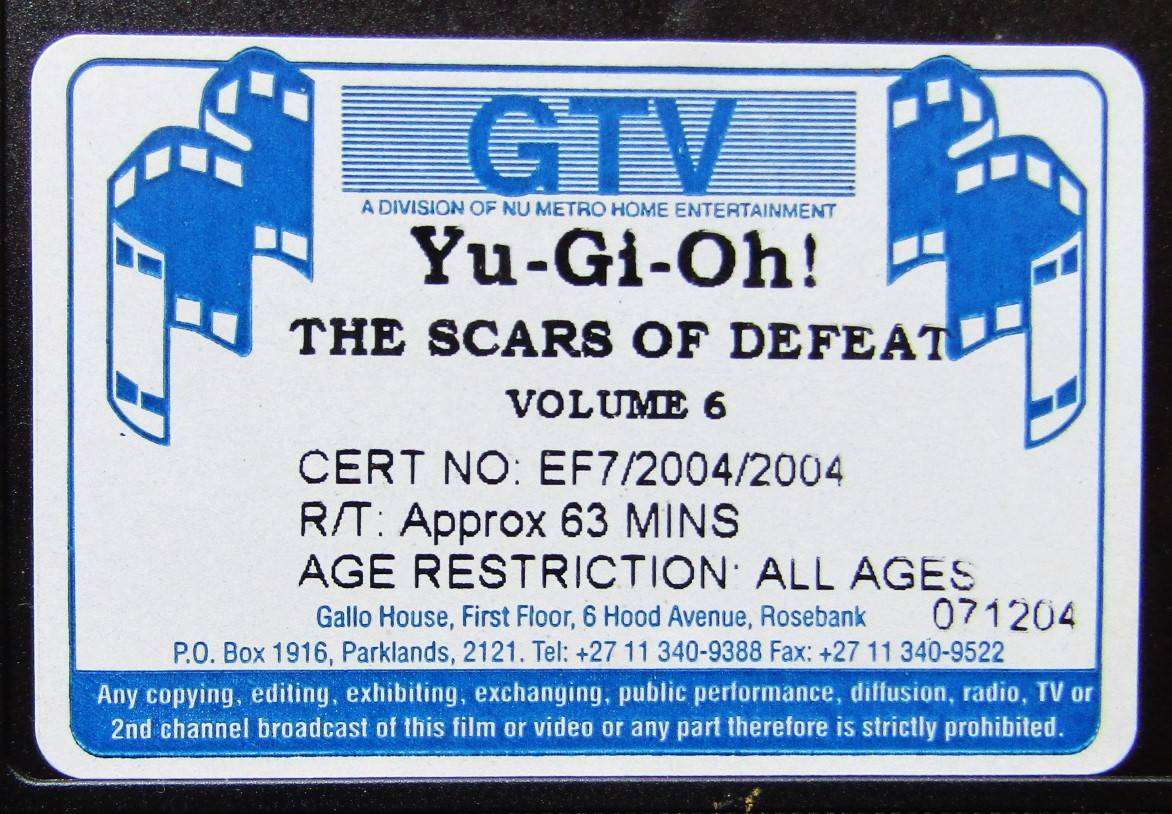 GTV
A DIVISION OF NU METRO HOME ENTERTAINMENT
Yu-Gi-Oh!
THE SCARS OF DEFEAT
VOLUME 6
CERT NO: EF7/2004/2004
R/T: Approx 63 MINS
AGE RESTRICTION: ALL AGES
Gallo House, First Floor, 6 Hood Avenue, Rosebank 071204
P.O. Box 1916, Parklands, 2121. Tel: +27 11 340-9388 Fax: +27 11 340-9522
Any copying, editing, exhibiting, exchanging, public performance, diffusion, radio, TV or
2nd channel broadcast of this film or video or any part therefore is strictly prohibited.